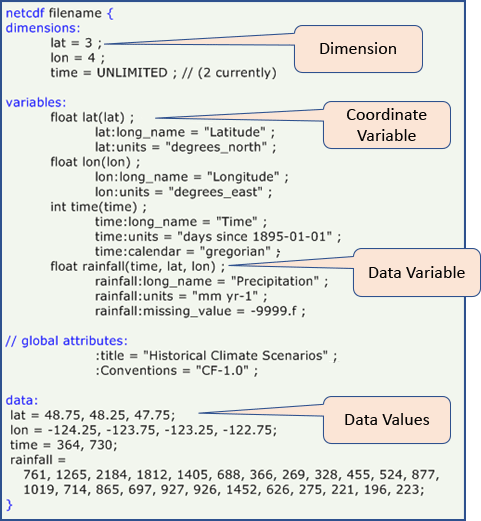 netcdf filename {
dimensions:
lat = 3 ;
lon = 4 ;
time = UNLIMITED ; // (2 currently)
Dimension
variables:
float lat(lat) ;
lat:long_name = "Latitude" ;
lat:units = "degrees_north" ;
Coordinate
Variable
float lon(lon) ;
lon:long_name = "Longitude" ;
lon:units = "degrees_east" ;
int time(time) ;
time:long_name = "Time" ;
time:units = "days since 1895-01-01" ;
time:calendar = "gregorian" ;
float rainfall(time, lat, lon) ;
rainfall:long_name = "Precipitation" ;
rainfall:units = "mm yr-1" ;
rainfall:missing_value = -9999.f ;
Data Variable
// global attributes:
:title = "Historical Climate Scenarios" ;
:Conventions = "CF-1.0" ;
data:
lat = 48.75, 48.25, 47.75;
lon = -124.25, -123.75, -123.25, -122.75;
time = 364, 730;
Data Values
rainfall =
761, 1265, 2184, 1812, 1405, 688, 366, 269, 328, 455, 524, 877,
1019, 714, 865, 697, 927, 926, 1452, 626, 275, 221, 196, 223;
}